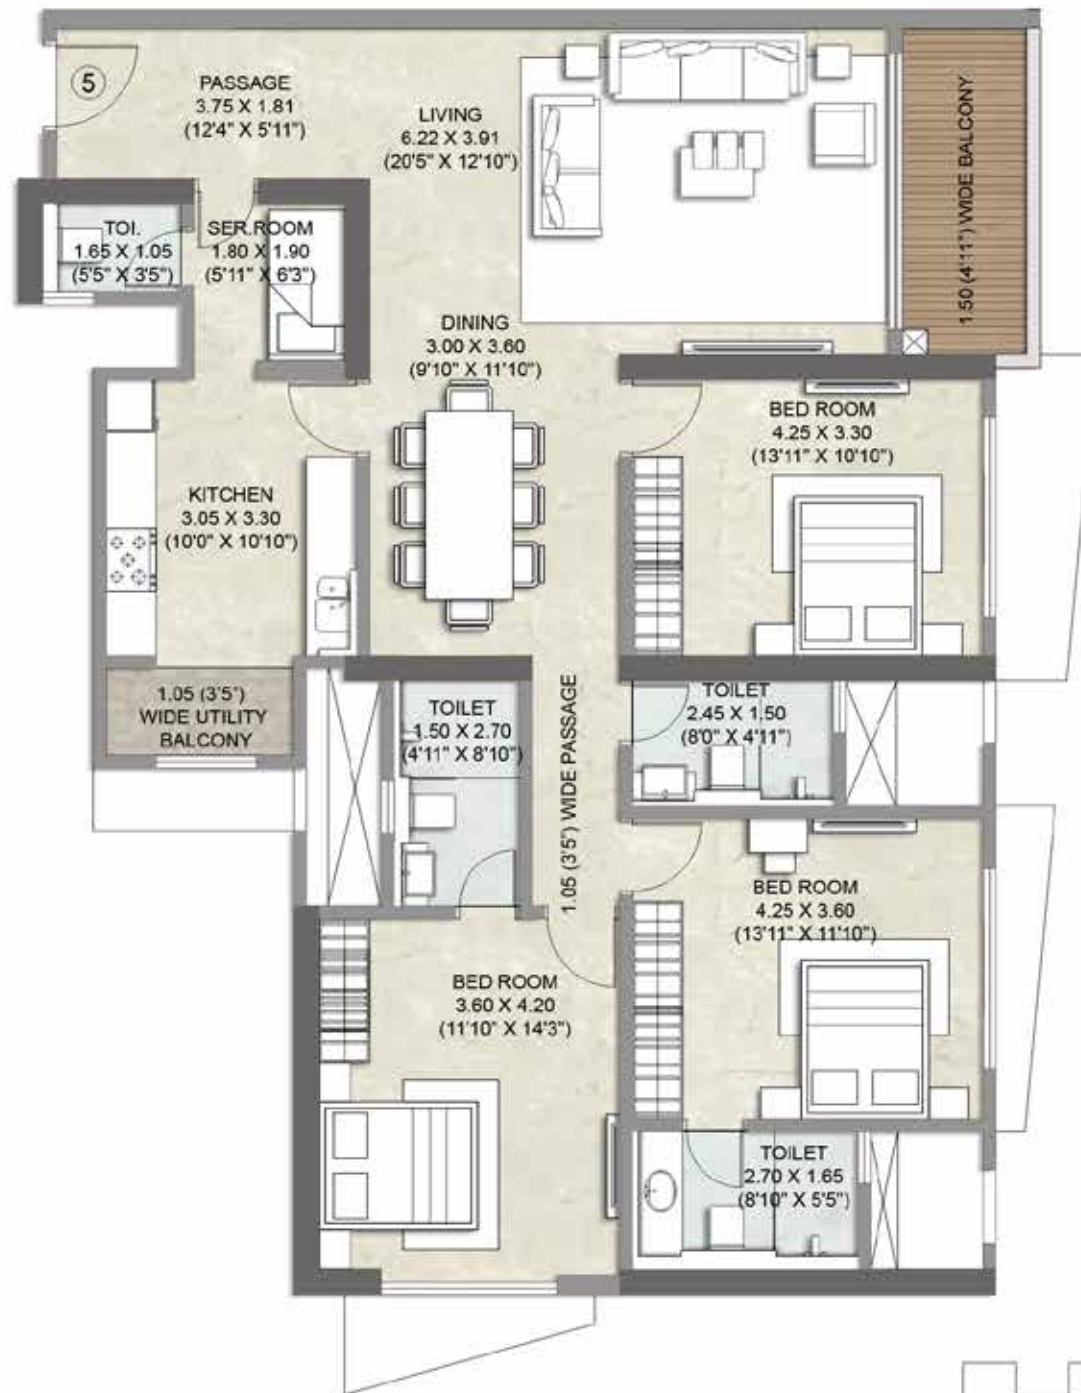 5
PASSAGE
3.75 X 1.81
(12'4" X 5'11")
LIVING
6.22 X 3.91
(20'5" X 12'10")
1.50 (4'11") WIDE BALCONY
TOI.
1.65 X 1.05
(5'5" X 3'5")
SER.ROOM
1.80 X 1.90
(5'11" X 6'3")
DINING
3.00 X 3.60
(9'10" X 11'10")
BED ROOM
4.25 X 3.30
(13'11" X 10'10")
KITCHEN
3.05 X 3.30
(10'0" X 10'10")
1.05 (3'5")
WIDE UTILITY
BALCONY
TOILET
1.50 X 2.70
(4'11" X 8'10")
1.05 (3'5") WIDE PASSAGE
TOILET
2.45 X 1.50
(8'0" X 4'11")
BED ROOM
4.25 X 3.60
(13'11" X 11'10")
BED ROOM
3.60 X 4.20
(11'10" X 14'3")
TOILET
2.70 X 1.65
(8'10" X 5'5")